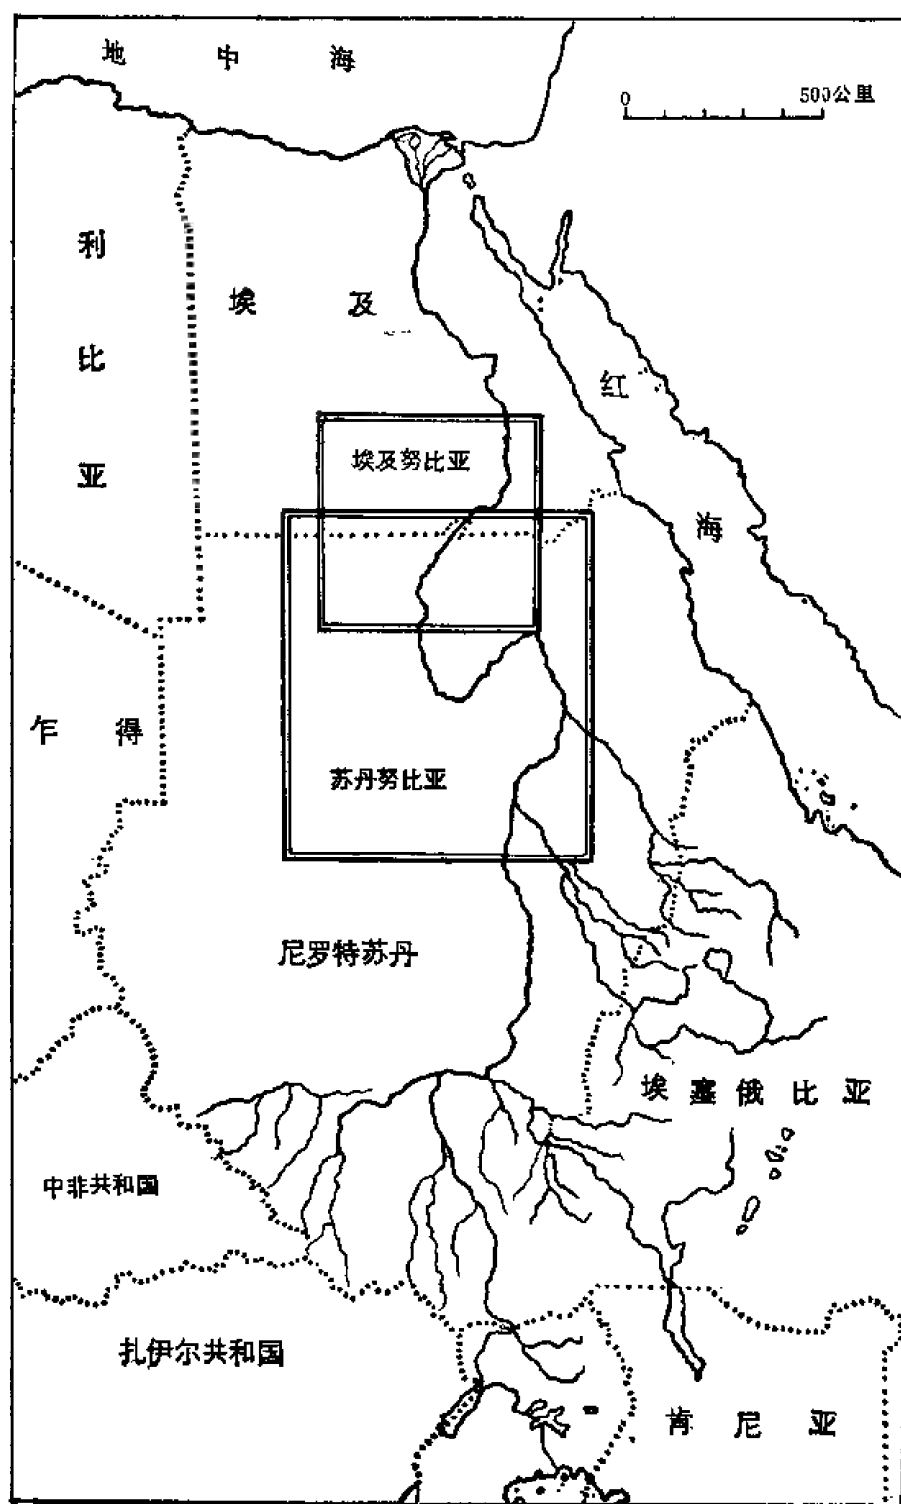 地中海
0 500公里
利比亚
埃及
红海
埃及努比亚
乍得
苏丹努比亚
尼罗特苏丹
埃塞俄比亚
中非共和国
扎伊尔共和国
肯尼亚